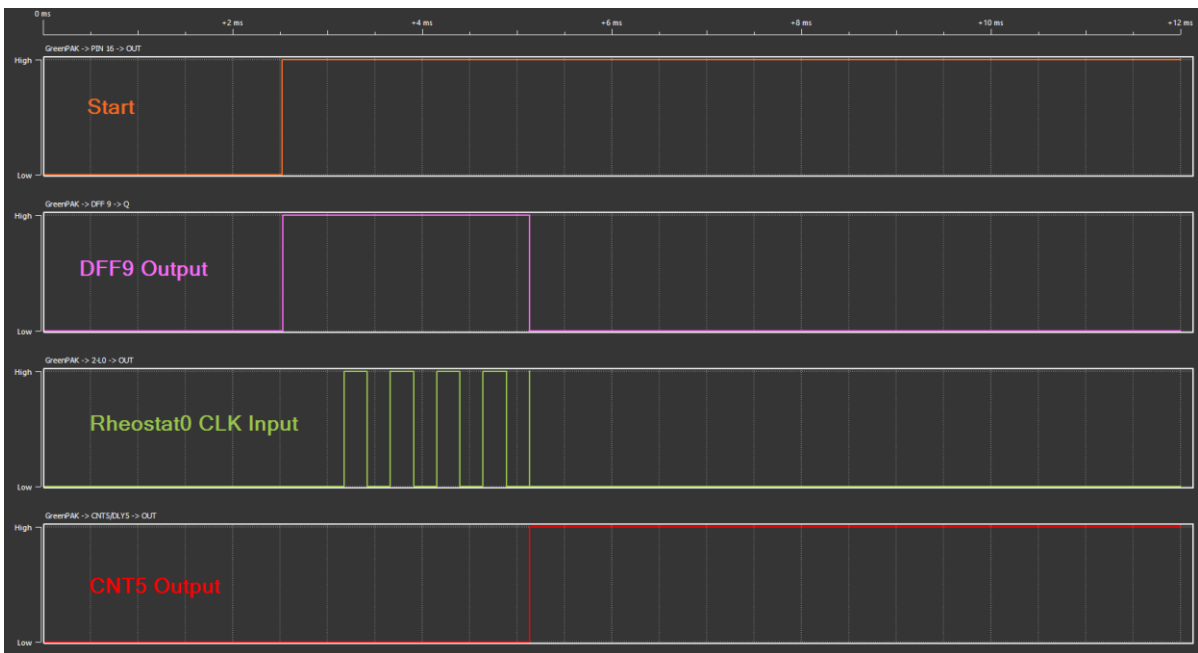 0 ms
+2 ms
+4 ms
+6 ms
+8 ms
+10 ms
+12 ms
GreenPAK -> PIN 16 -> OUT
High
Start
Low
GreenPAK -> DFF 9 -> Q
High
DFF9 Output
Low
GreenPAK -> 2-L0 -> OUT
High
Rheostat0 CLK Input
Low
GreenPAK -> CNT5/DLY5 -> OUT
High
CNT5 Output
Low